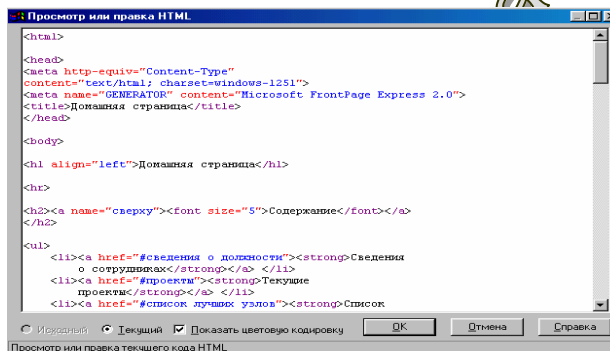 Просмотр или правка HTML
<html>
<head>
<meta http-equiv="Content-Type"
content="text/html; charset=windows-1251">
<meta name="GENERATOR" content="Microsoft FrontPage Express 2.0">
<title>Домашняя страница</title>
</head>
<body>
<h1 align="left">Домашняя страница</h1>
<hr>
<h2><a name="сверху"><font size="5">Содержание</font></a>
</h2>
<ul>
<li><a href="#сведения о должности"><strong>Сведения
о сотрудниках</strong></a> </li>
<li><a href="#проекты"><strong>Текущие
проекты</strong></a> </li>
<li><a href="#список лучших узлов"><strong>Список
Исходный Текущий Показать цветовую кодировку OK Отмена Справка
Просмотр или правка текущего кода HTML